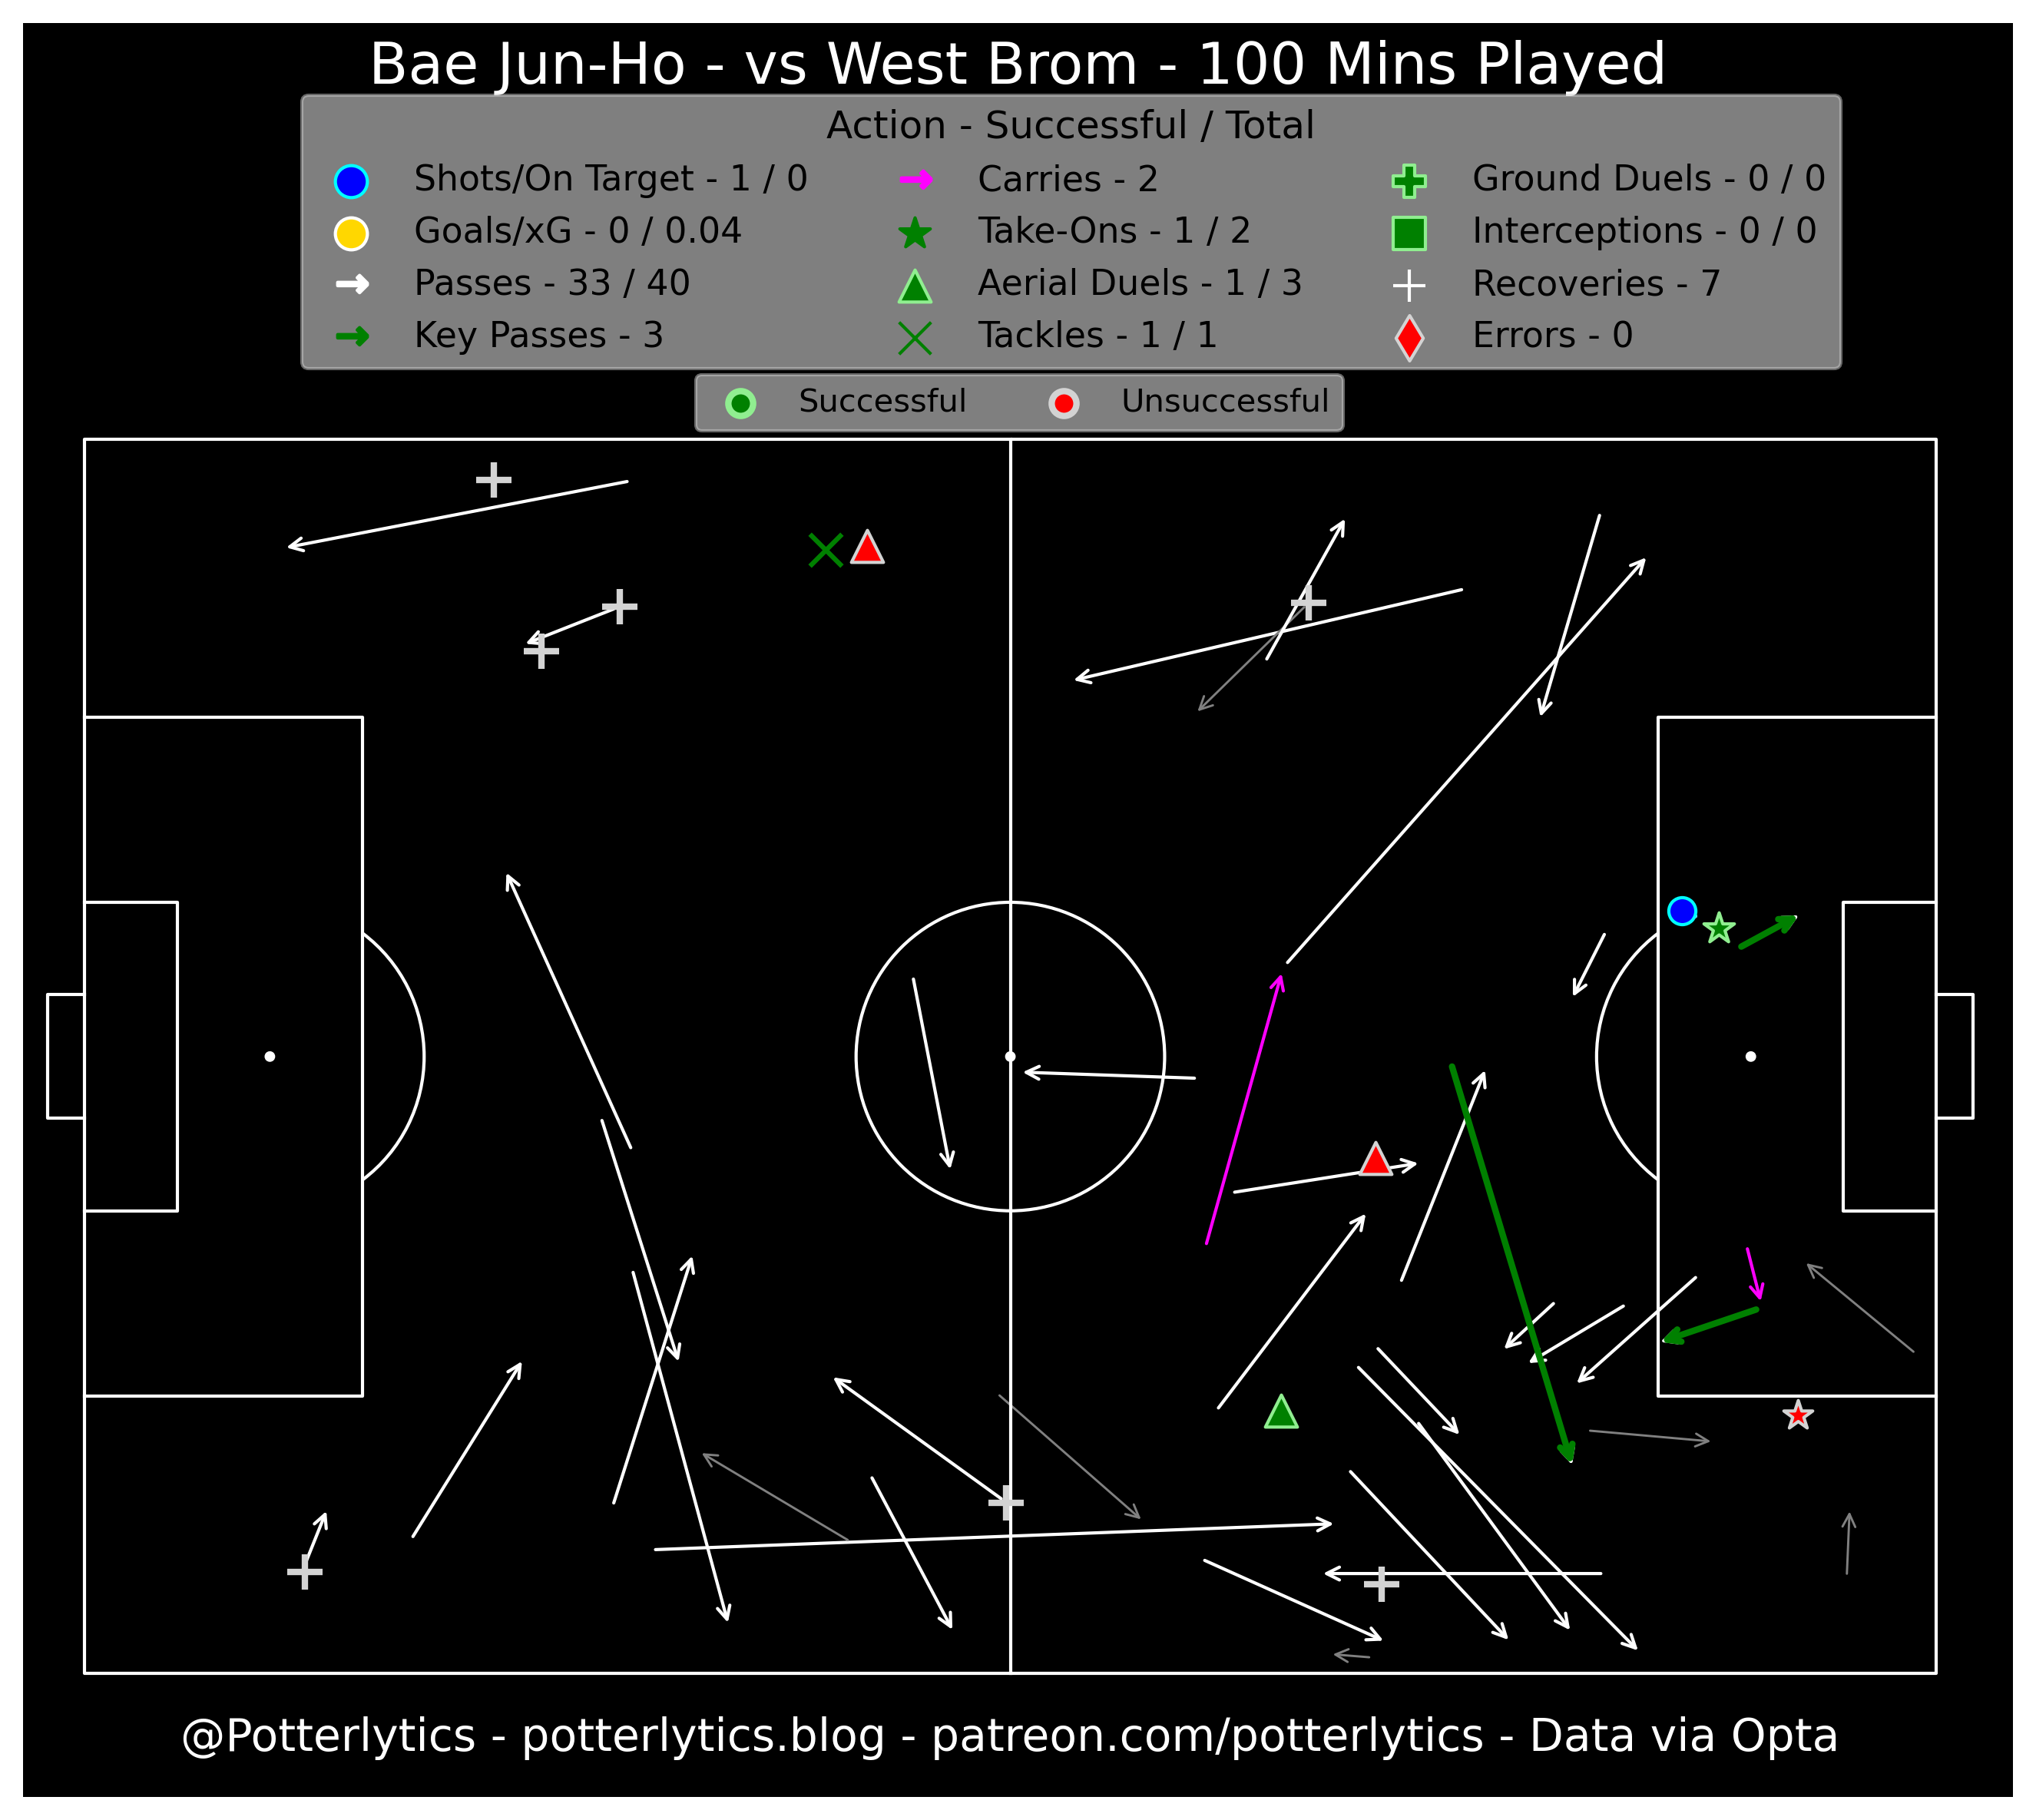 Bae Jun-Ho - vs West Brom - 100 Mins Played
Action - Successful / Total
Shots/On Target - 1 / 0
Goals/xG - 0 / 0.04
Passes - 33 / 40
Key Passes - 3
Carries - 2
Take-Ons - 1 / 2
Aerial Duels - 1 / 3
Tackles - 1 / 1
Ground Duels - 0 / 0
Interceptions - 0 / 0
Recoveries - 7
Errors - 0
Successful
Unsuccessful
@Potterlytics - potterlytics.blog - patreon.com/potterlytics - Data via Opta